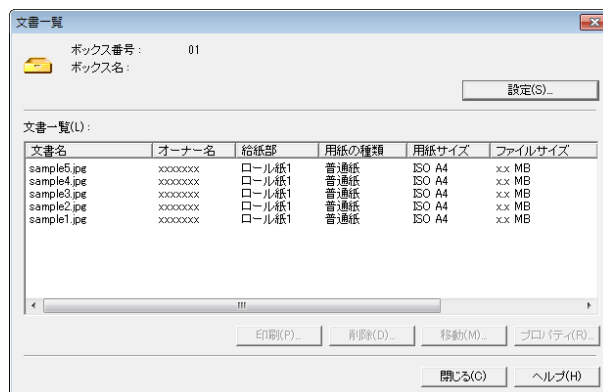 文書一覧
ボックス番号: 01
ボックス名:
設定(S)...
文書一覧(L):
文書名 オーナー名 給紙部 用紙の種類 用紙サイズ ファイルサイズ
sample5.jpg xxxxxxx ロール紙1 普通紙 ISO A4 x.x MB
sample4.jpg xxxxxxx ロール紙1 普通紙 ISO A4 x.x MB
sample3.jpg xxxxxxx ロール紙1 普通紙 ISO A4 x.x MB
sample2.jpg xxxxxxx ロール紙1 普通紙 ISO A4 x.x MB
sample1.jpg xxxxxxx ロール紙1 普通紙 ISO A4 x.x MB
印刷(P)... 削除(D)... 移動(M)... プロパティ(R)...
閉じる(C) ヘルプ(H)